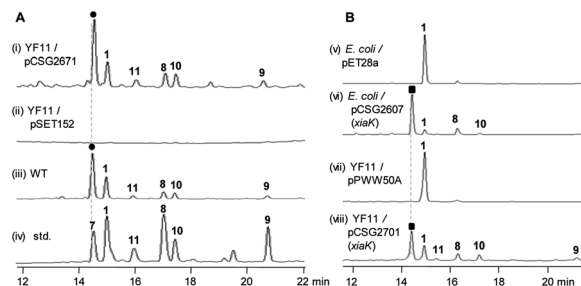 A
(i) YF11 /
pCSG2671
1
11
8
10
9
(ii) YF11 /
pSET152
(iii) WT
1
11
8
10
9
(iv) std.
7
1
11
8
10
9
12 14 16 18 20 22 min
B
(v) E. coli /
pET28a
1
(vi) E. coli /
pCSG2607
(xiaK)
1
8
10
(vii) YF11 /
pPWW50A
1
(viii) YF11 /
pCSG2701
(xiaK)
1
11
8
10
9
12 14 16 18 min